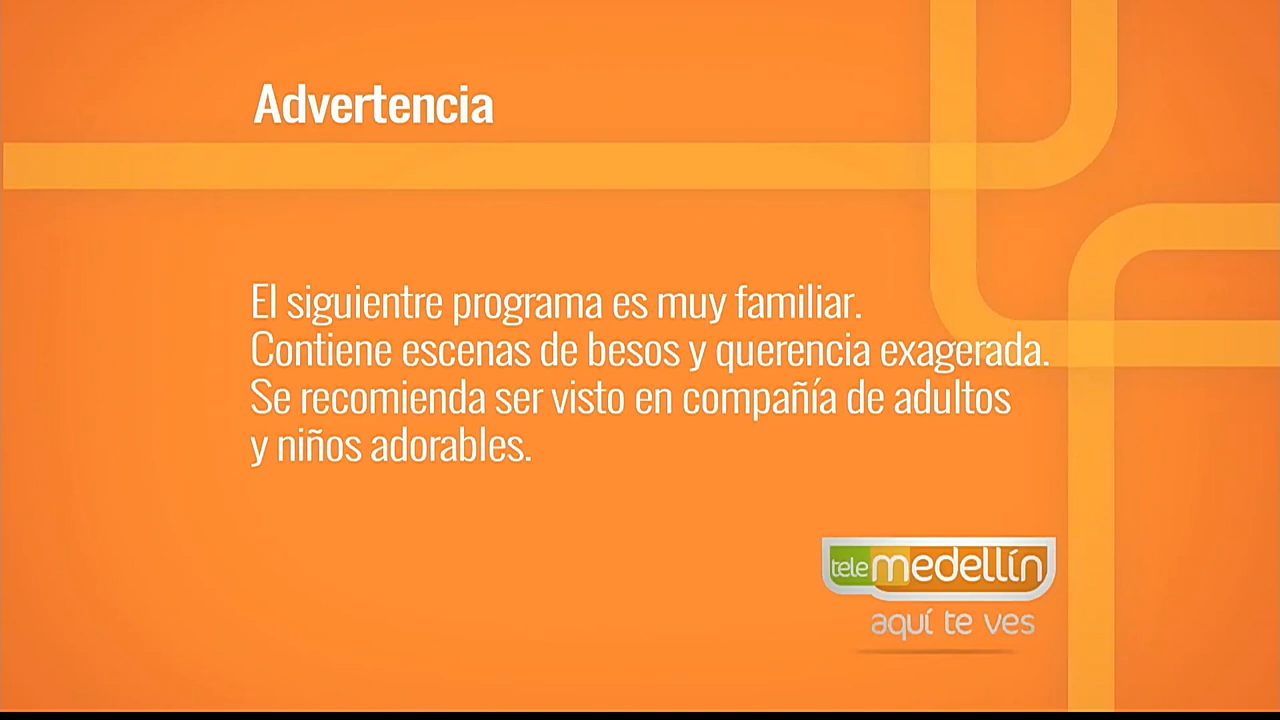 Advertencia
El siguientre programa es muy familiar.
Contiene escenas de besos y querencia exagerada.
Se recomienda ser visto en compañía de adultos
y niños adorables.
tele medellín
aquí te ves